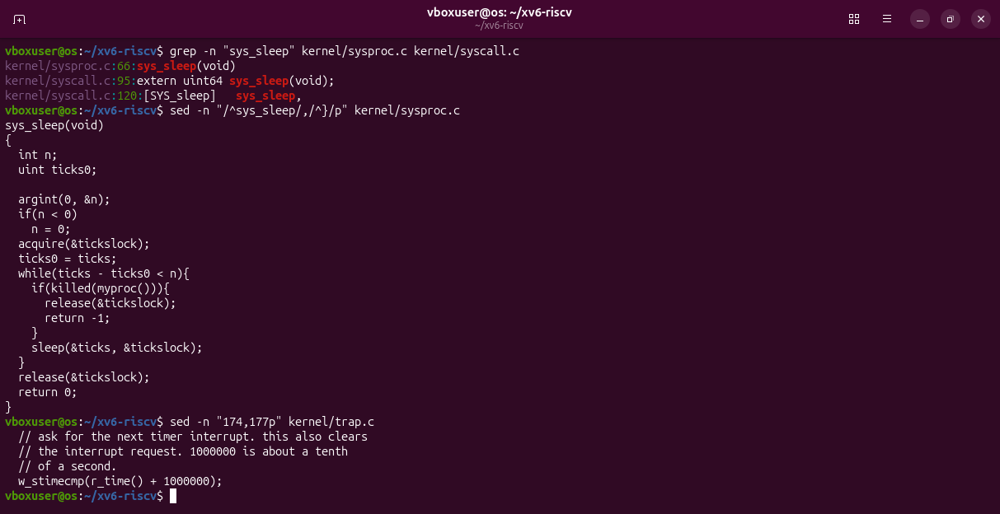 vboxuser@os: ~/xv6-riscv
~/xv6-riscv
vboxuser@os:~/xv6-riscv$ grep -n "sys_sleep" kernel/sysproc.c kernel/syscall.c
kernel/sysproc.c:66:sys_sleep(void)
kernel/syscall.c:95:extern uint64 sys_sleep(void);
kernel/syscall.c:120:[SYS_sleep]   sys_sleep,
vboxuser@os:~/xv6-riscv$ sed -n "/^sys_sleep/,/^}/p" kernel/sysproc.c
sys_sleep(void)
{
  int n;
  uint ticks0;

  argint(0, &n);
  if(n < 0)
    n = 0;
  acquire(&tickslock);
  ticks0 = ticks;
  while(ticks - ticks0 < n){
    if(killed(myproc())){
      release(&tickslock);
      return -1;
    }
    sleep(&ticks, &tickslock);
  }
  release(&tickslock);
  return 0;
}
vboxuser@os:~/xv6-riscv$ sed -n "174,177p" kernel/trap.c
  // ask for the next timer interrupt. this also clears
  // the interrupt request. 1000000 is about a tenth
  // of a second.
  w_stimecmp(r_time() + 1000000);
vboxuser@os:~/xv6-riscv$